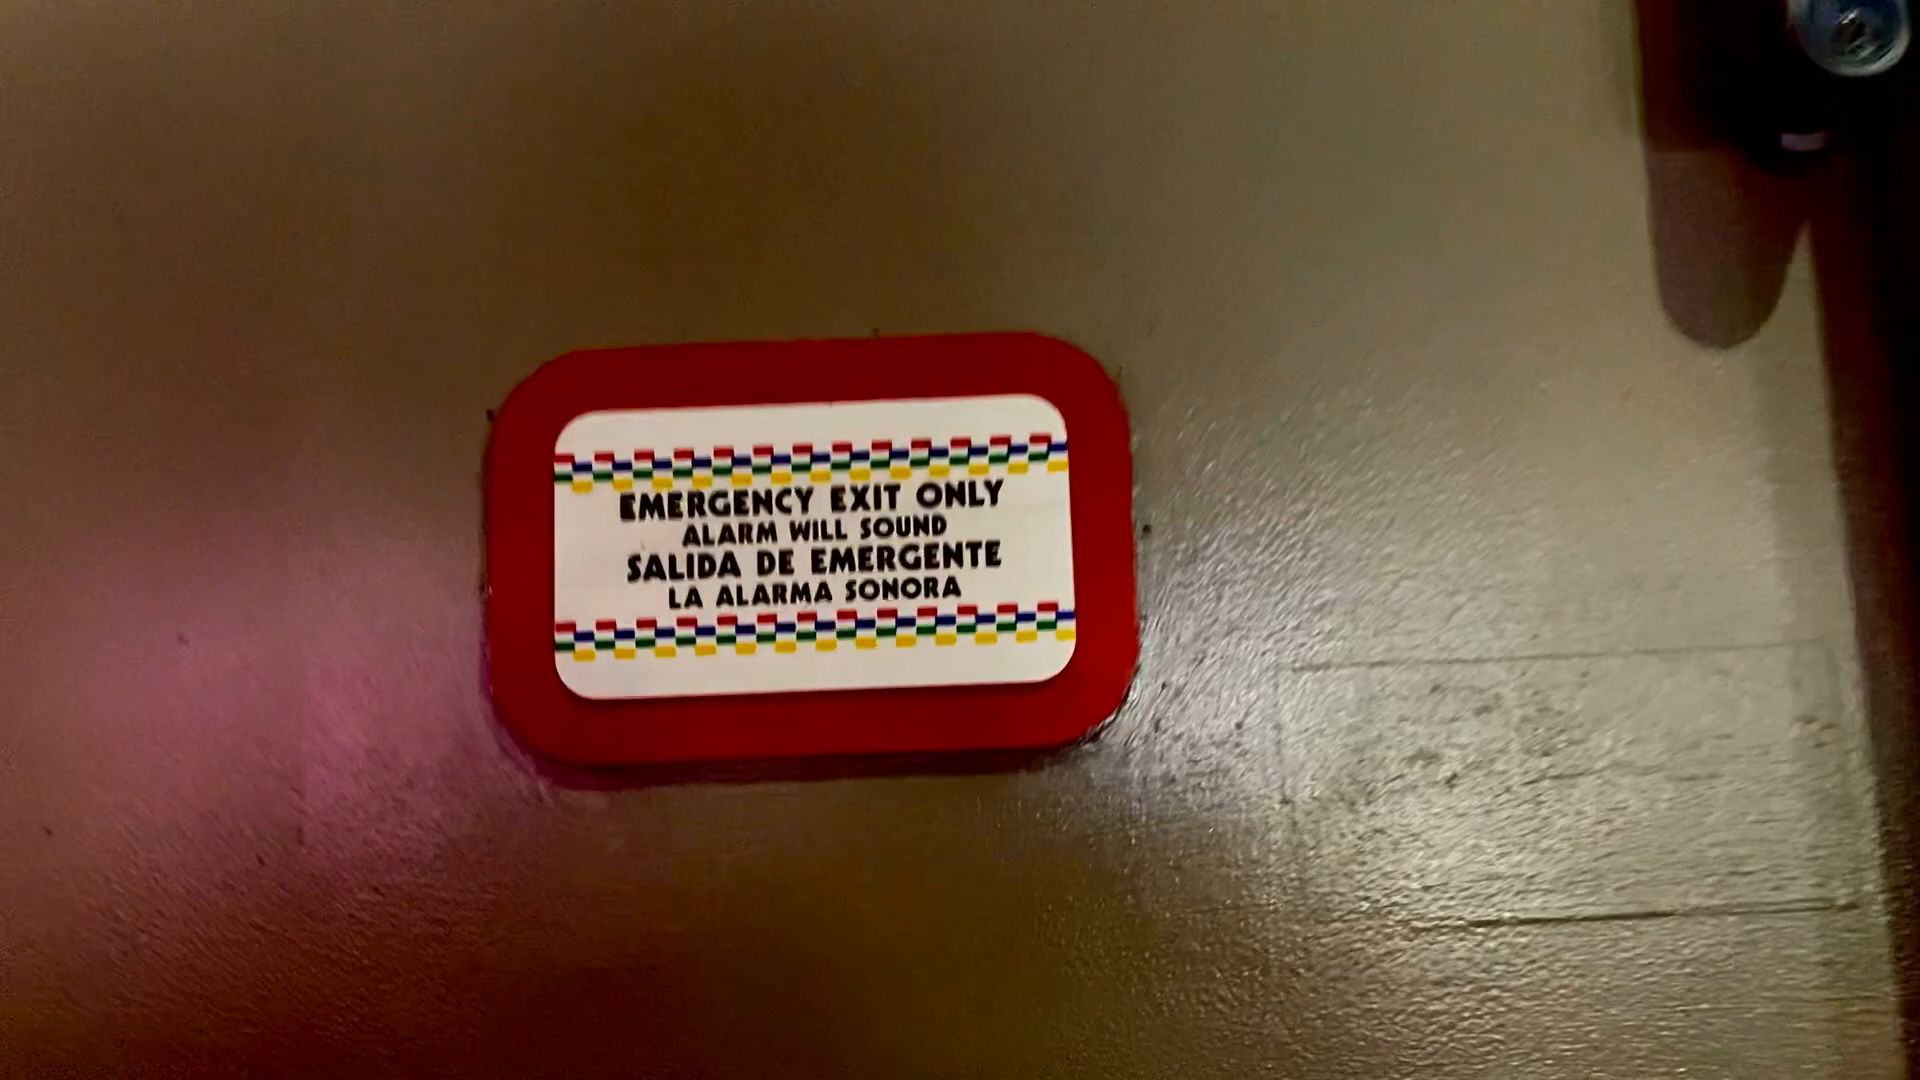 EMERGENCY EXIT ONLY
ALARM WILL SOUND
SALIDA DE EMERGENTE
LA ALARMA SONORA